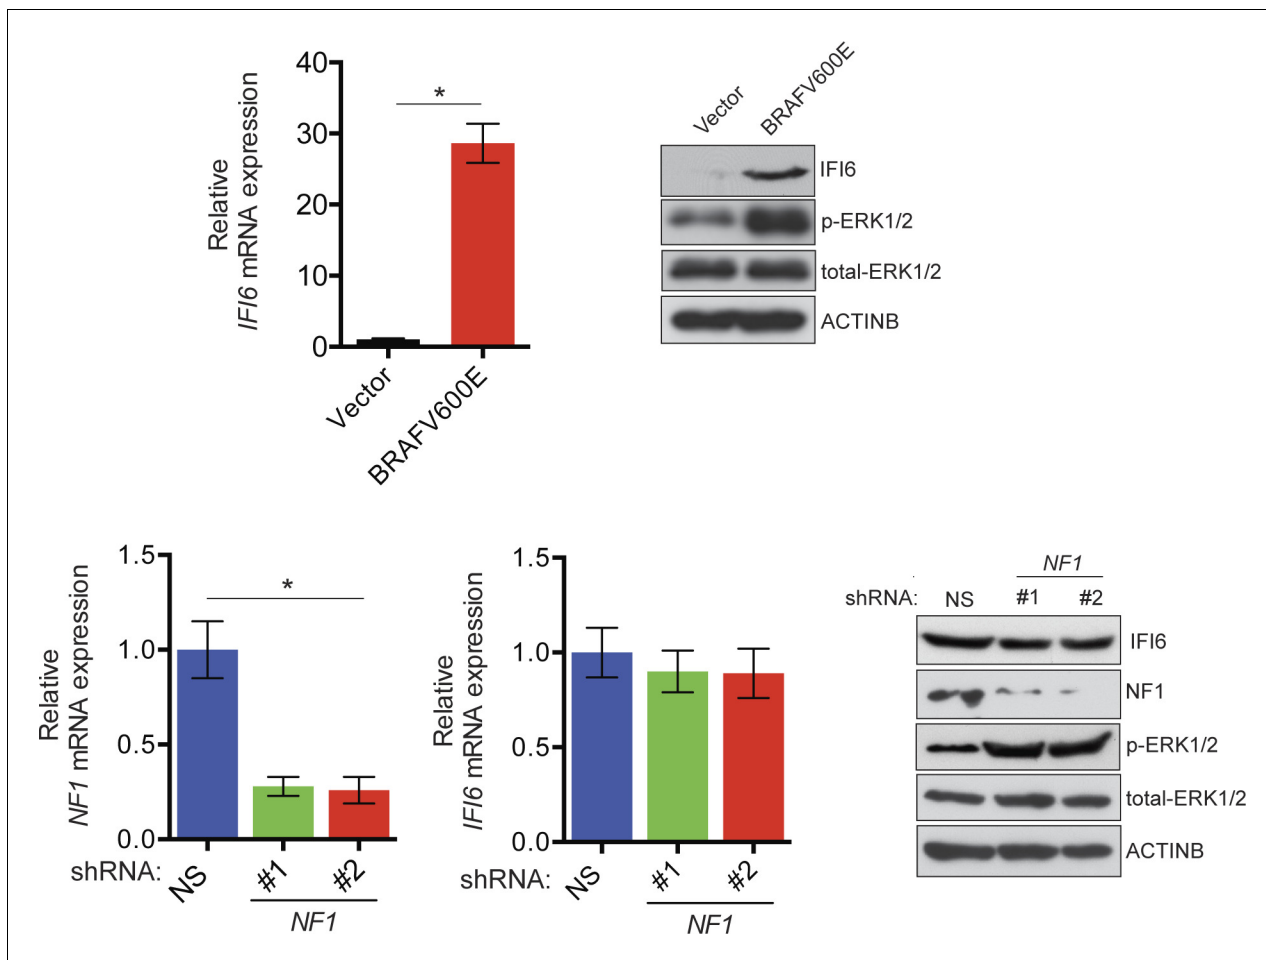 Relative
IFI6 mRNA expression
40
30
20
10
0
*
Vector
BRAFV600E
Vector
BRAFV600E
IFI6
p-ERK1/2
total-ERK1/2
ACTINB
Relative
NF1 mRNA expression
1.5
1.0
0.5
0.0
*
shRNA:
NS
#1
#2
NF1
Relative
IFI6 mRNA expression
1.5
1.0
0.5
0.0
shRNA:
NS
#1
#2
NF1
NF1
shRNA: NS #1 #2
IFI6
NF1
p-ERK1/2
total-ERK1/2
ACTINB